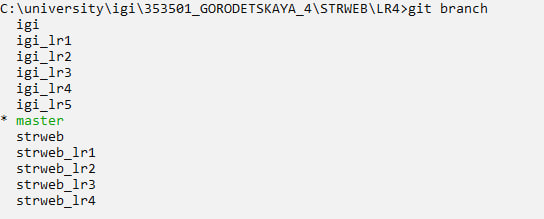 C:\university\igi\353501_GORODETSKAYA_4\STRWEB\LR4>git branch
igi
igi_lr1
igi_lr2
igi_lr3
igi_lr4
igi_lr5
* master
strweb
strweb_lr1
strweb_lr2
strweb_lr3
strweb_lr4